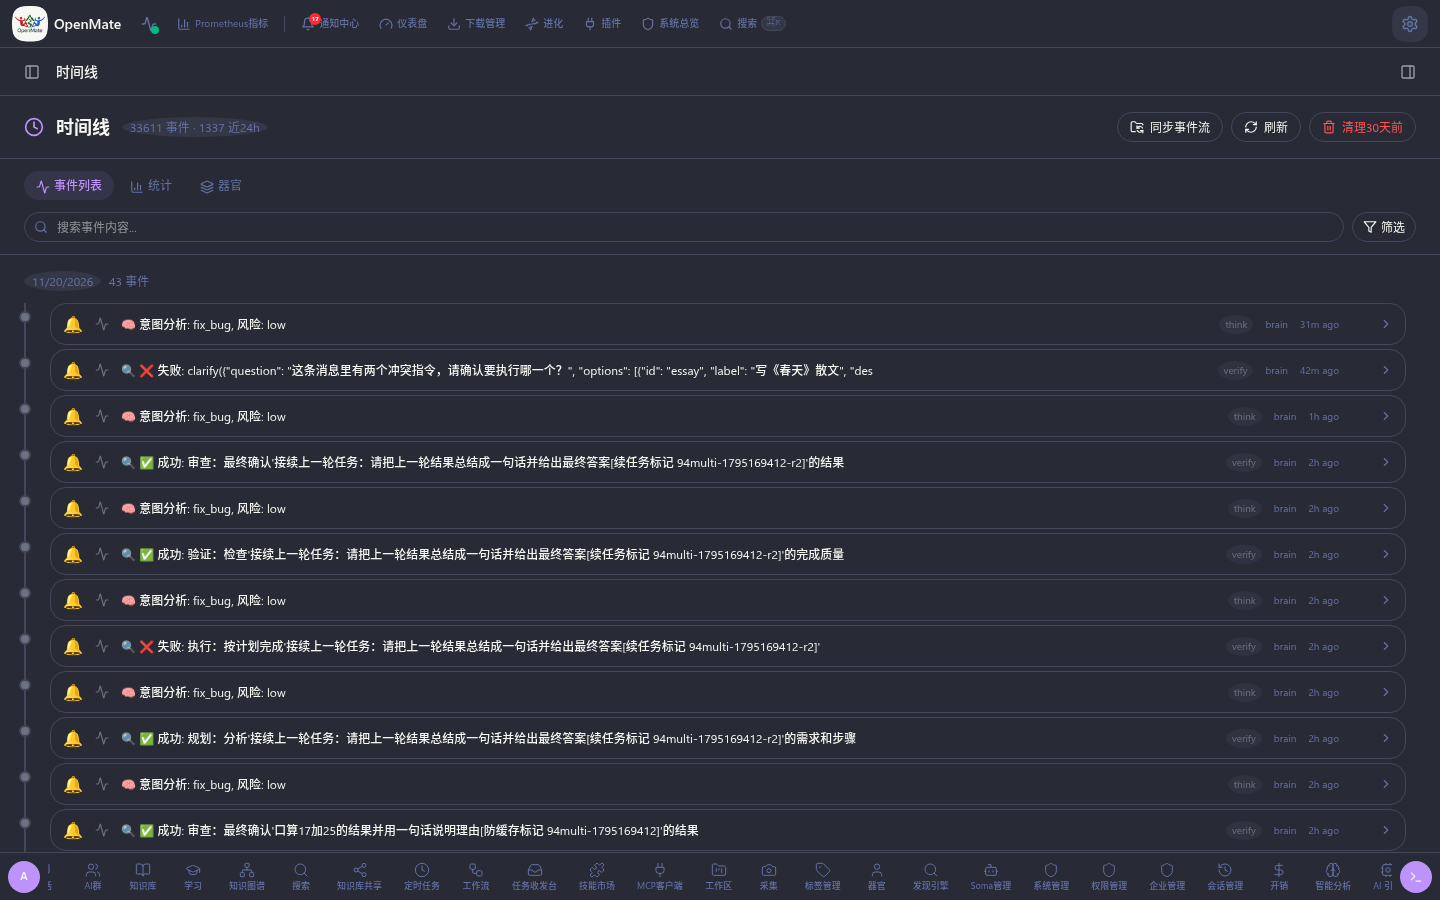 OpenMate Prometheus指标 17 通知中心 仪表盘 下载管理 进化 插件 系统总览 搜索 ⌘K
时间线
时间线 33611 事件 · 1337 近24h 同步事件流 刷新 清理30天前
事件列表 统计 器官
搜索事件内容... 筛选
11/20/2026 43 事件
意图分析: fix_bug, 风险: low think brain 31m ago
失败: clarify({"question": "这条消息里有两个冲突指令，请确认要执行哪一个？", "options": [{"id": "essay", "label": "写《春天》散文", "des verify brain 42m ago
意图分析: fix_bug, 风险: low think brain 1h ago
成功: 审查：最终确认'接续上一轮任务：请把上一轮结果总结成一句话并给出最终答案[续任务标记 94multi-1795169412-r2]'的结果 verify brain 2h ago
意图分析: fix_bug, 风险: low think brain 2h ago
成功: 验证：检查'接续上一轮任务：请把上一轮结果总结成一句话并给出最终答案[续任务标记 94multi-1795169412-r2]'的完成质量 verify brain 2h ago
意图分析: fix_bug, 风险: low think brain 2h ago
失败: 执行：按计划完成'接续上一轮任务：请把上一轮结果总结成一句话并给出最终答案[续任务标记 94multi-1795169412-r2]' verify brain 2h ago
意图分析: fix_bug, 风险: low think brain 2h ago
成功: 规划：分析'接续上一轮任务：请把上一轮结果总结成一句话并给出最终答案[续任务标记 94multi-1795169412-r2]'的需求和步骤 verify brain 2h ago
意图分析: fix_bug, 风险: low think brain 2h ago
成功: 审查：最终确认'口算17加25的结果并用一句话说明理由[防缓存标记 94multi-1795169412]'的结果 verify brain 2h ago
A AI群 知识库 学习 知识图谱 搜索 知识库共享 定时任务 工作流 任务收发台 技能市场 MCP客户端 工作区 采集 标签管理 器官 发现引擎 Soma管理 系统管理 权限管理 企业管理 会话管理 开销 智能分析 AI 引